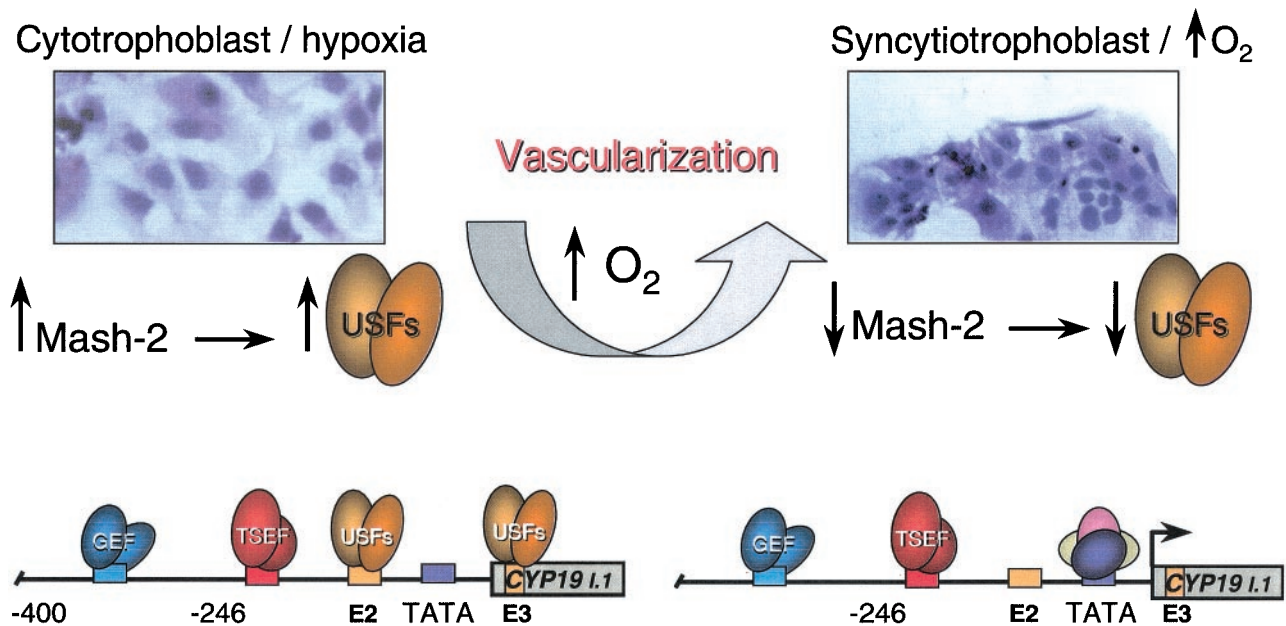 Cytotrophoblast / hypoxia
Syncytiotrophoblast / O2
Vascularization
O2
Mash-2
USFs
Mash-2
USFs
GEF
TSEF
USFs
USFs
CYP19 I.1
-400
-246
E2
TATA
E3
GEF
TSEF
CYP19 I.1
-246
E2
TATA
E3